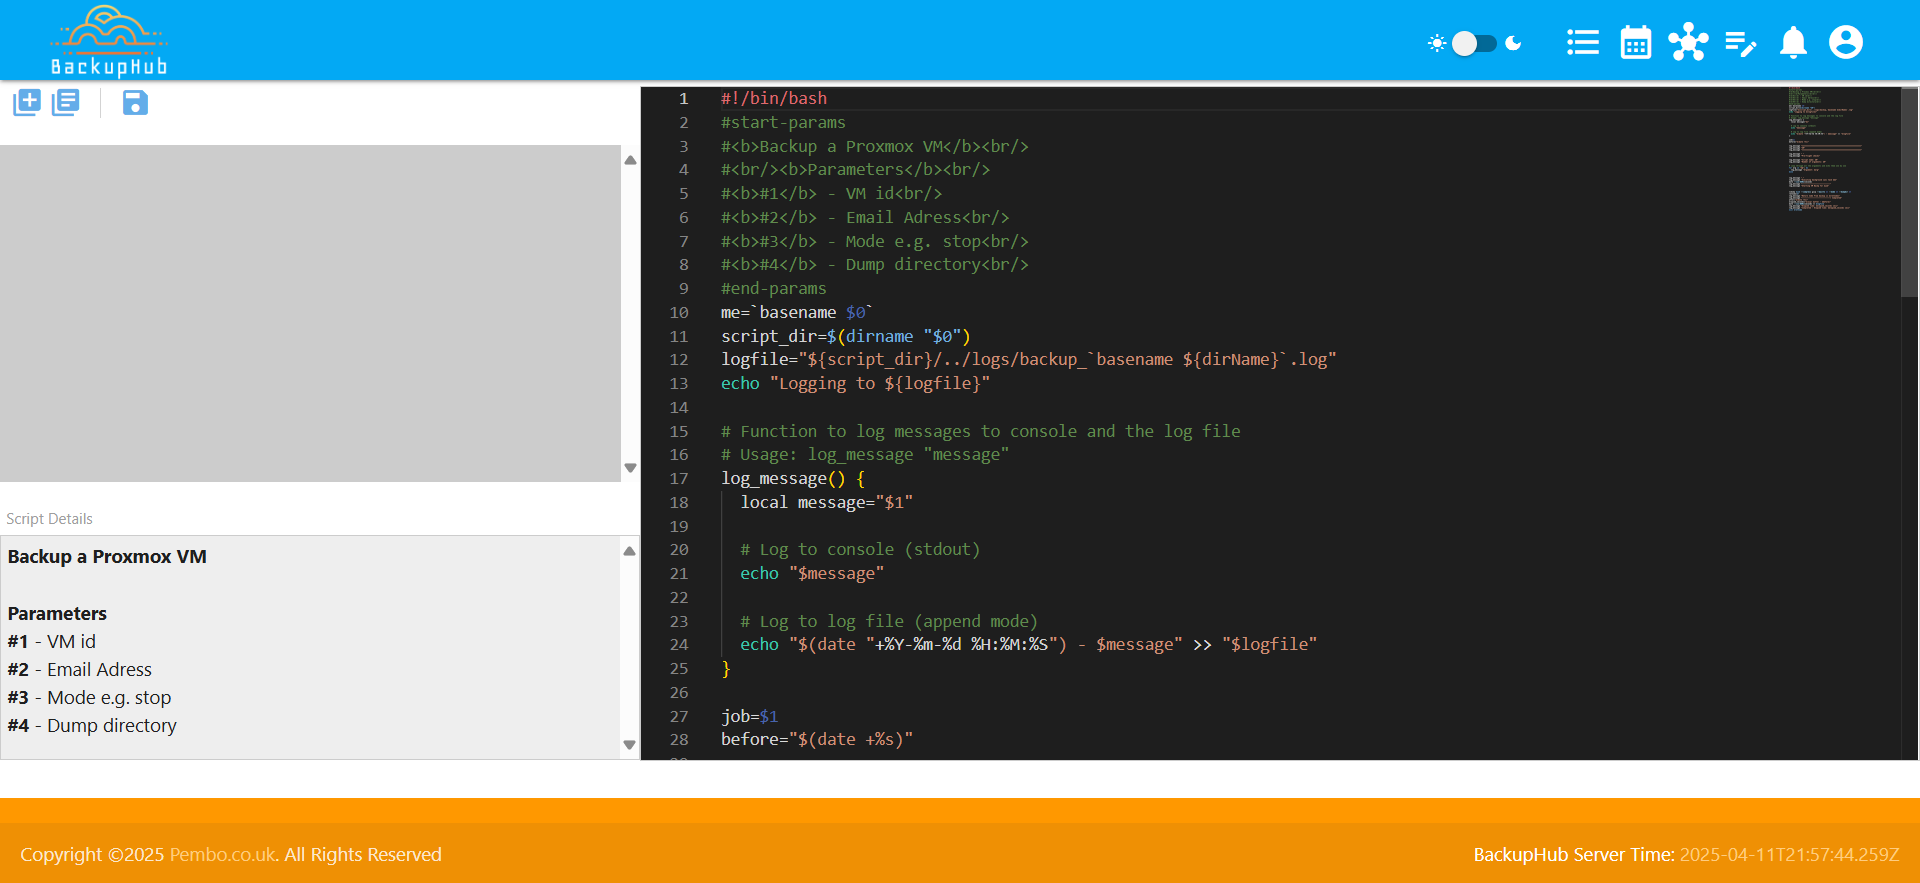 BackupHub
Script Details
Backup a Proxmox VM
Parameters
#1 - VM id
#2 - Email Adress
#3 - Mode e.g. stop
#4 - Dump directory
1 #!/bin/bash
2 #start-params
3 #<b>Backup a Proxmox VM</b><br/>
4 #<br/><b>Parameters</b><br/>
5 #<b>#1</b> - VM id<br/>
6 #<b>#2</b> - Email Adress<br/>
7 #<b>#3</b> - Mode e.g. stop<br/>
8 #<b>#4</b> - Dump directory<br/>
9 #end-params
10 me=`basename $0`
11 script_dir=$(dirname "$0")
12 logfile="${script_dir}/../logs/backup_`basename ${dirName}`.log"
13 echo "Logging to ${logfile}"
14
15 # Function to log messages to console and the log file
16 # Usage: log_message "message"
17 log_message() {
18 local message="$1"
19
20 # Log to console (stdout)
21 echo "$message"
22
23 # Log to log file (append mode)
24 echo "$(date "+%Y-%m-%d %H:%M:%S") - $message" >> "$logfile"
25 }
26
27 job=$1
28 before="$(date +%s)"
Copyright ©2025 Pembo.co.uk. All Rights Reserved
BackupHub Server Time: 2025-04-11T21:57:44.259Z